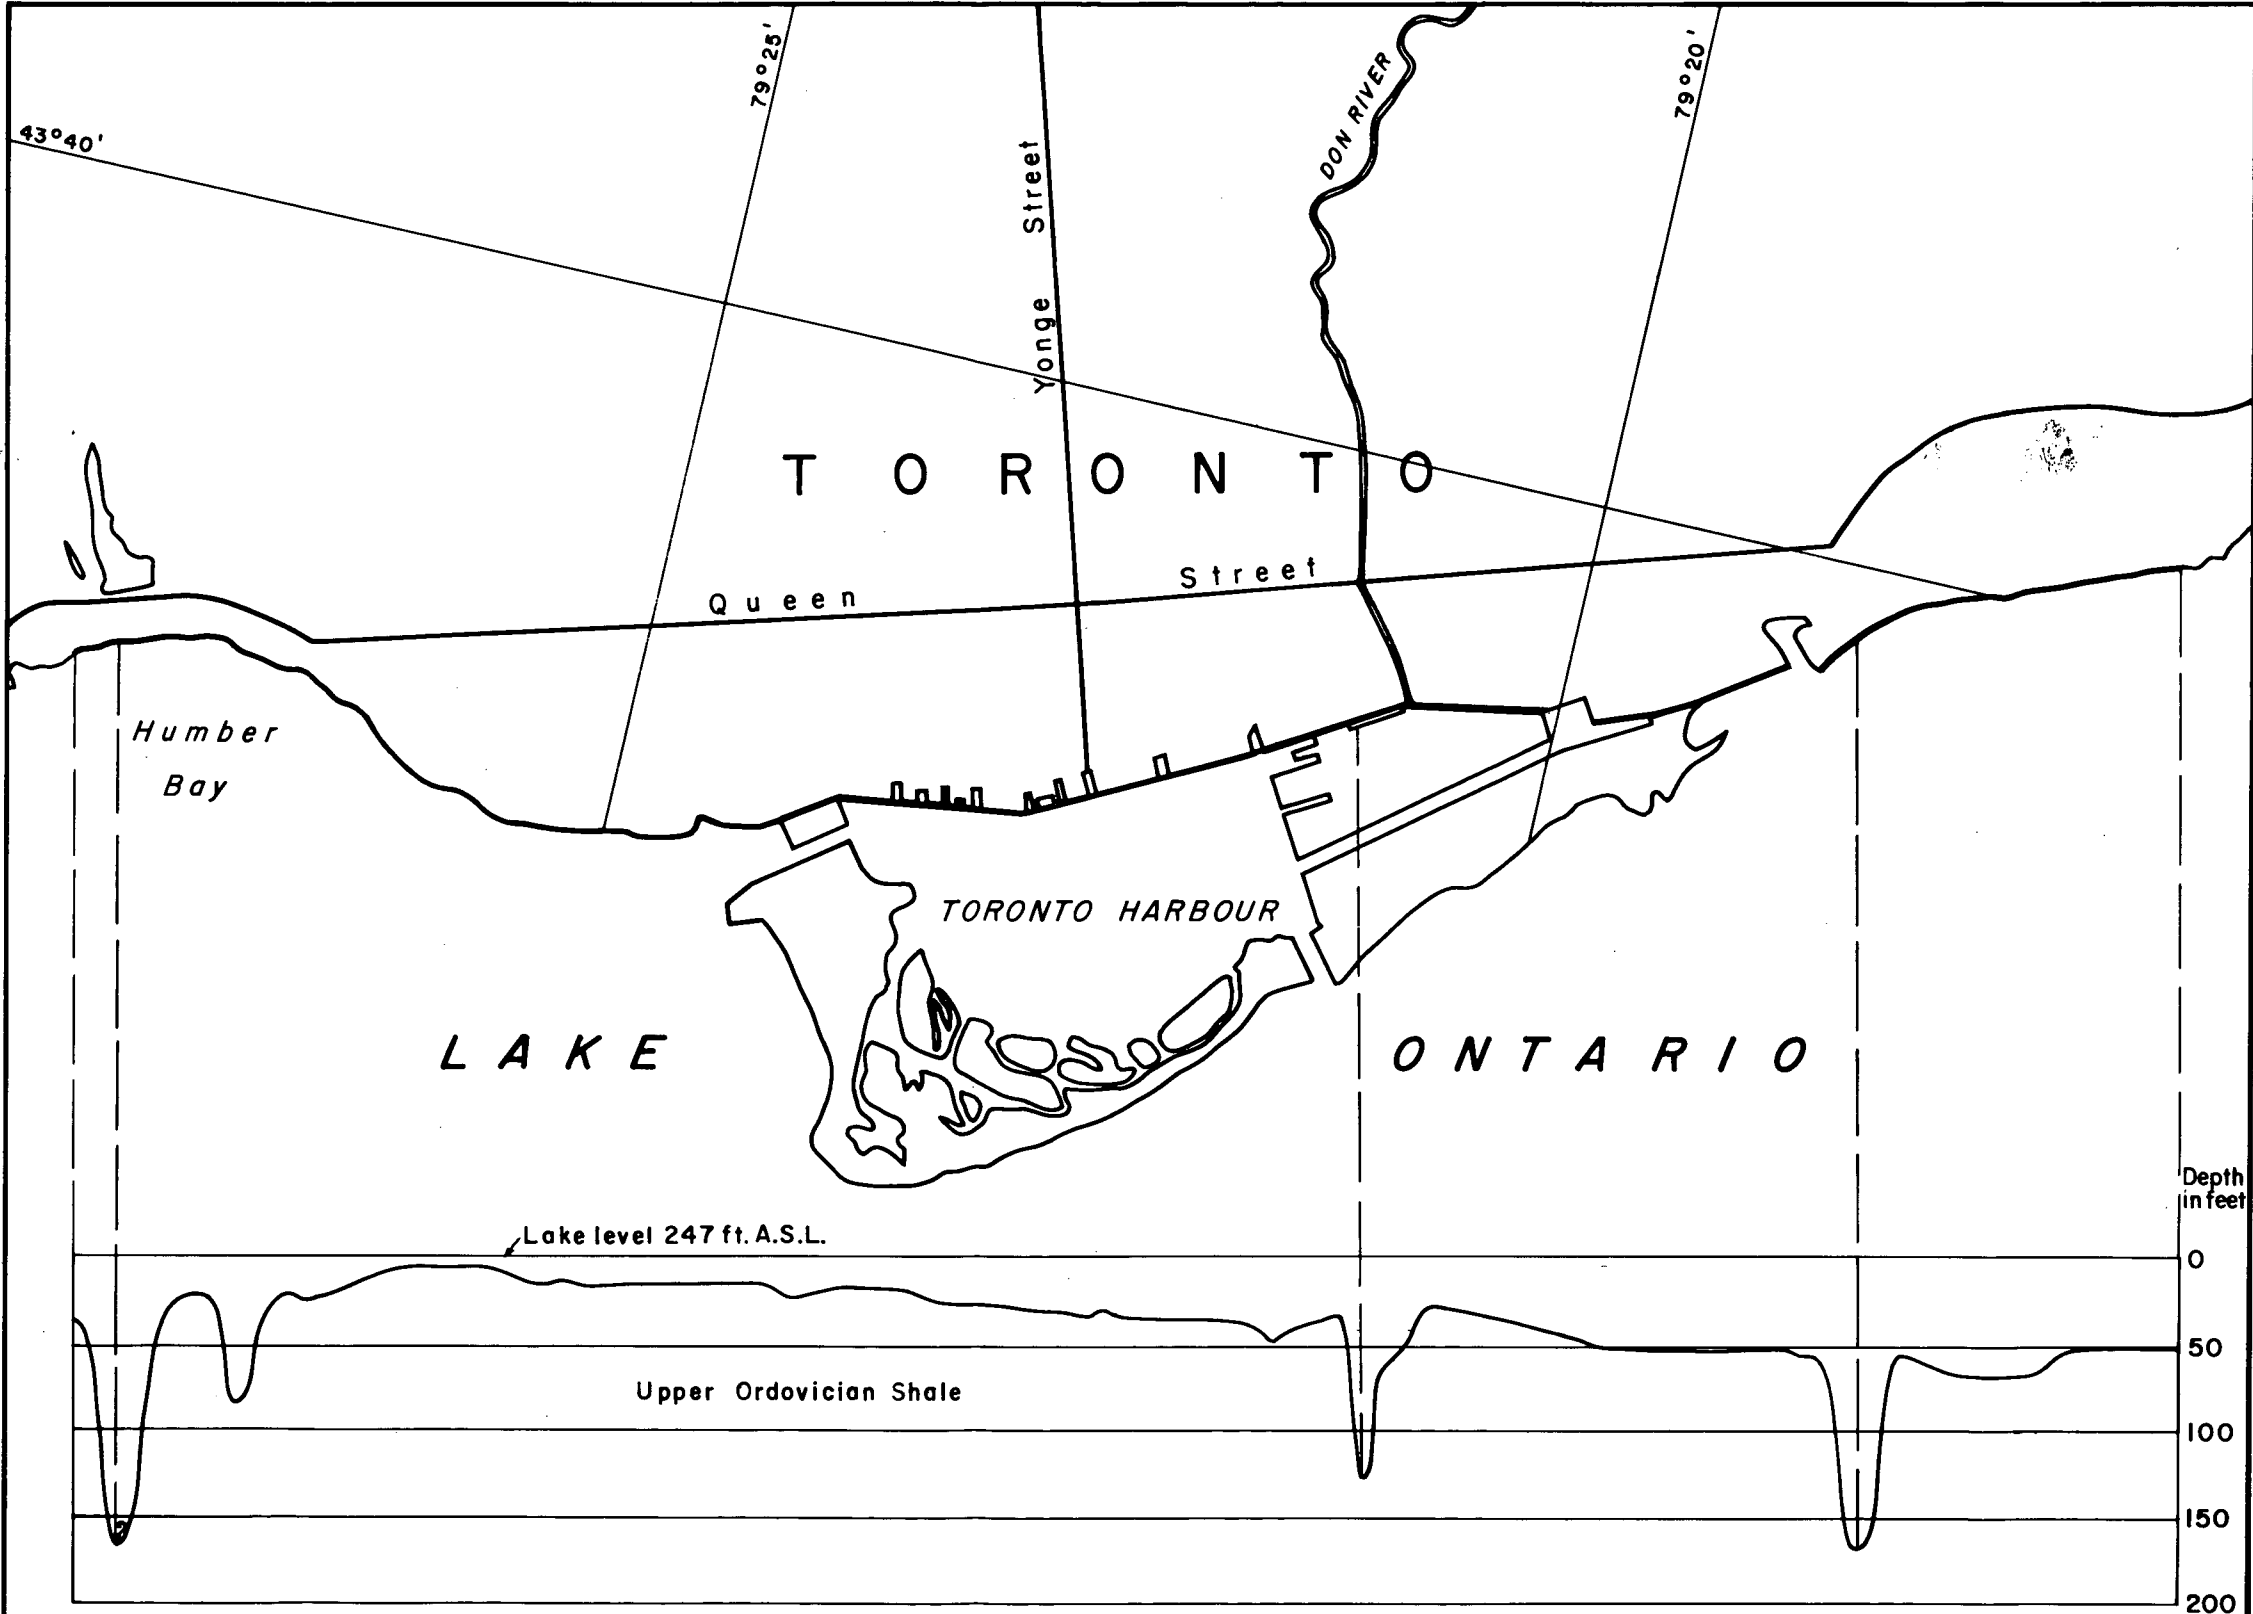 79°25'
79°20'
43°40'
DON RIVER
Yonge Street
TORONTO
Queen Street
Humber
Bay
TORONTO HARBOUR
LAKE ONTARIO
Depth
in feet
Lake level 247 ft. A.S.L.
0
50
Upper Ordovician Shale
100
150
?
200